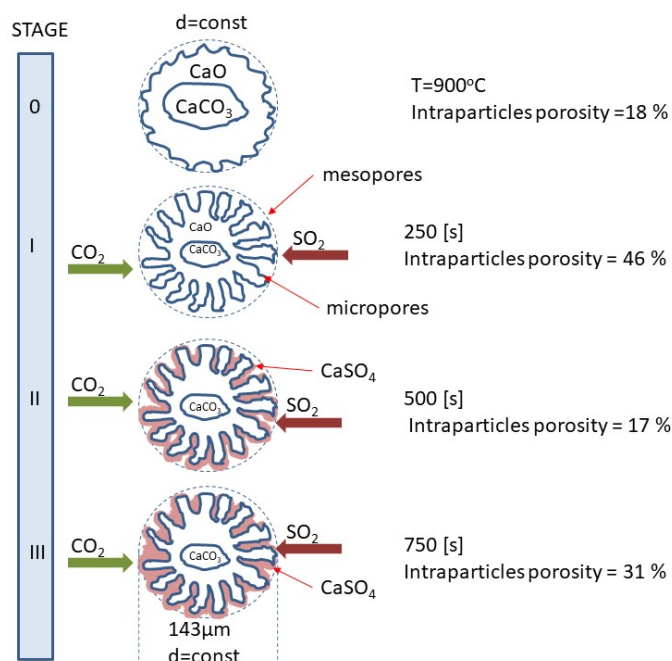 STAGE
d=const
0
CaO
CaCO₃
T=900ᵒC
Intraparticles porosity =18 %
mesopores
I
CO₂
CaO
CaCO₃
SO₂
250 [s]
Intraparticles porosity = 46 %
micropores
CaSO₄
II
CO₂
CaCO₃
SO₂
500 [s]
Intraparticles porosity = 17 %
III
CO₂
CaCO₃
SO₂
750 [s]
Intraparticles porosity = 31 %
CaSO₄
143µm
d=const